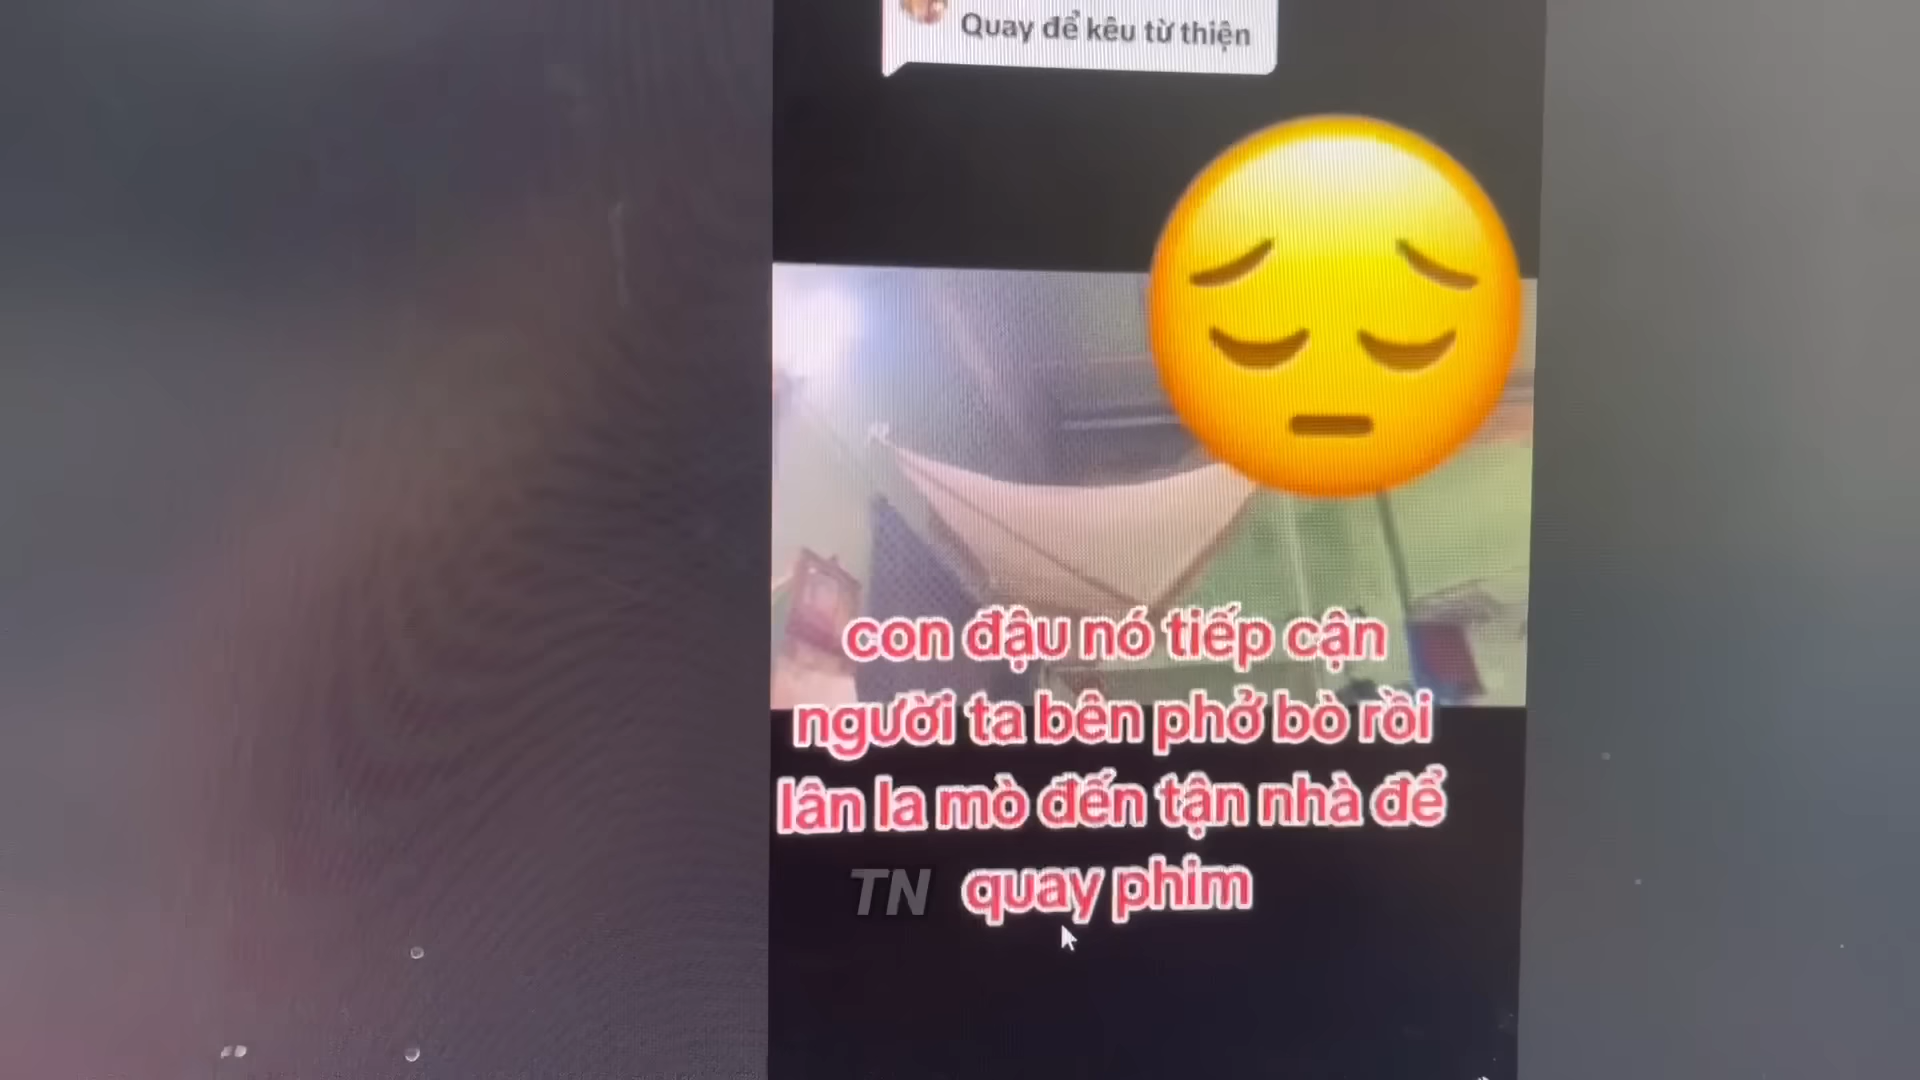 Quay để kêu từ thiện
con đậu nó tiếp cận
người ta bên phở bò rồi
lân la mò đến tận nhà để
quay phim
TN